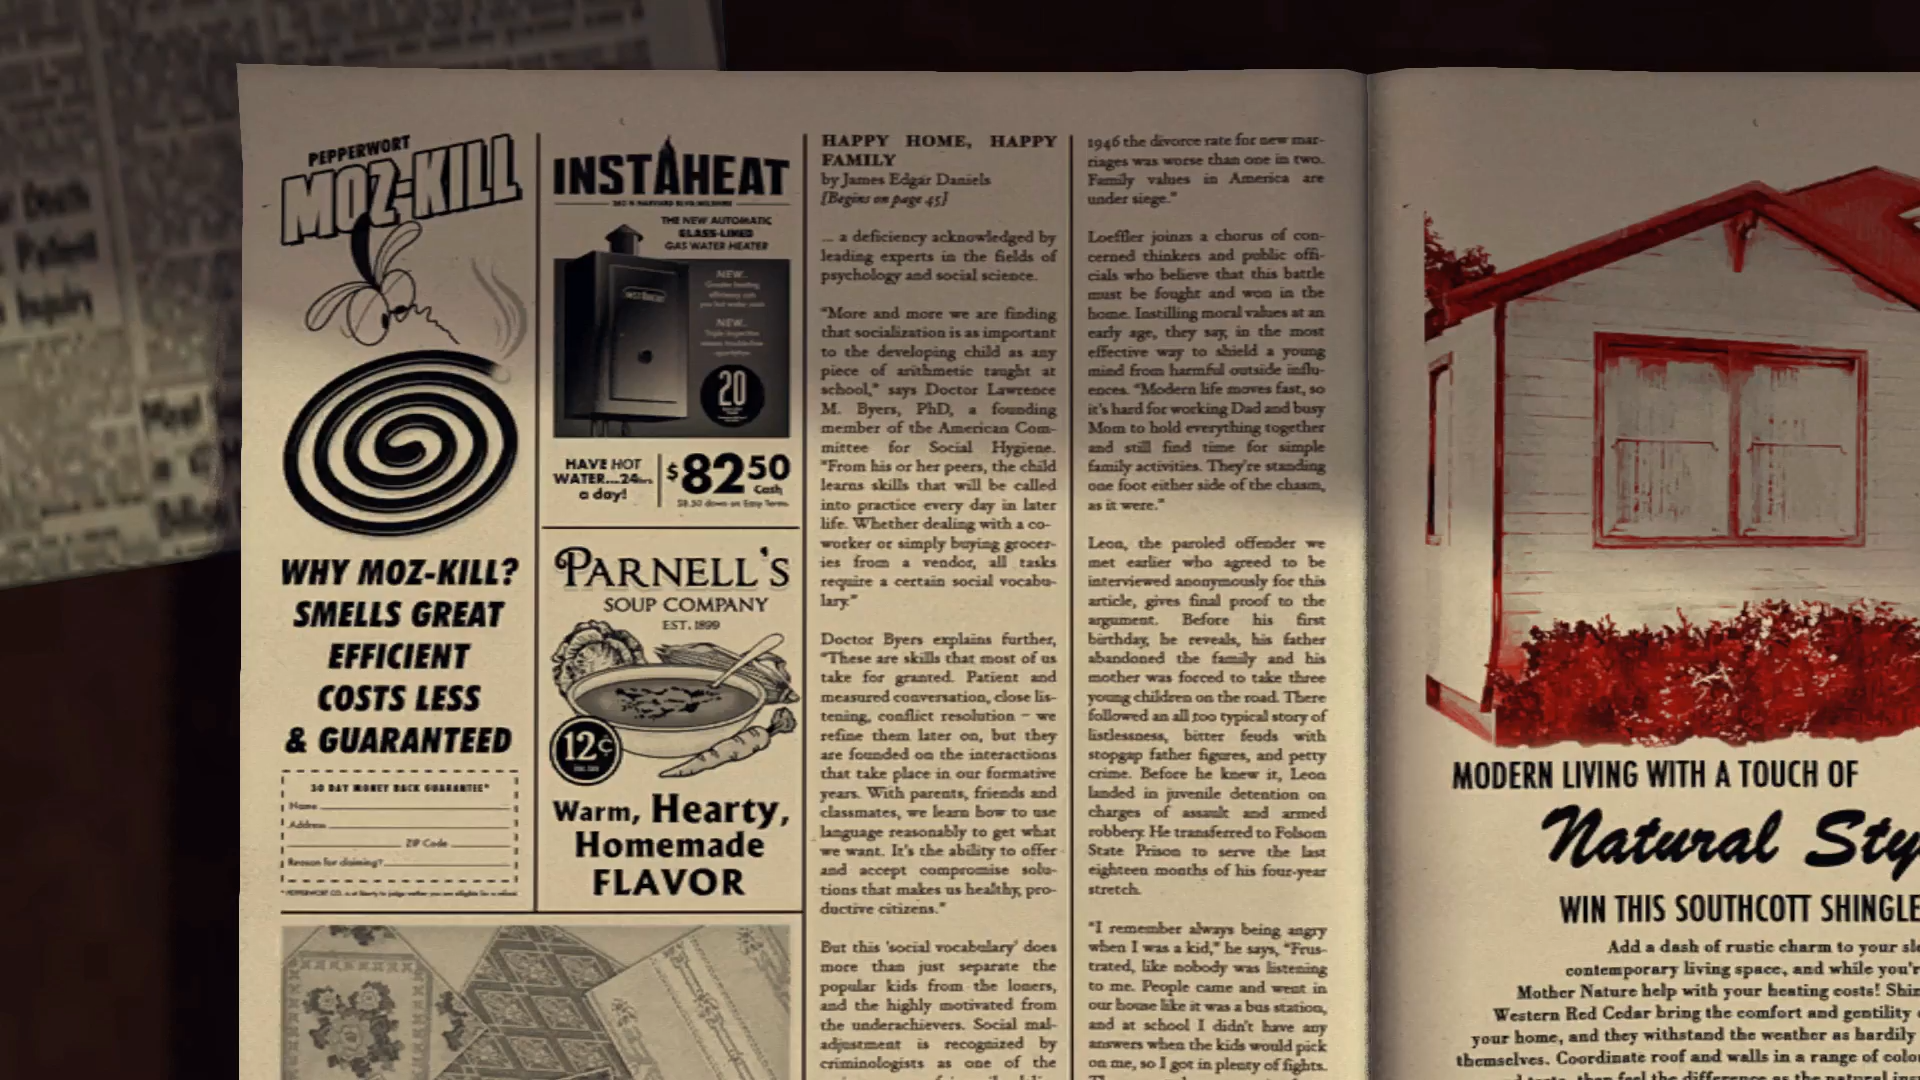 PEPPERWORT
MOZ-KILL
WHY MOZ-KILL?
SMELLS GREAT
EFFICIENT
COSTS LESS
& GUARANTEED
30 DAY MONEY BACK GUARANTEE*
Name
Address
ZIP Code
Reason for claiming?
INSTAHEAT
THE NEW AUTOMATIC
GLASS-LINED
GAS WATER HEATER
INSTAHEAT
NEW..
NEW..
20
HAVE HOT
WATER....24hrs
a day!
$82 50
Cash
$8.50 down on Easy Terms
PARNELL'S
SOUP COMPANY
EST. 1899
12¢
Warm, Hearty,
Homemade
FLAVOR
HAPPY HOME, HAPPY
FAMILY
by James Edgar Daniels
[Begins on page 45]
... a deficiency acknowledged by
leading experts in the fields of
psychology and social science.
"More and more we are finding
that socialization is as important
to the developing child as any
piece of arithmetic taught at
school," says Doctor Lawrence
M. Byers, PhD, a founding
member of the American Com-
mittee for Social Hygiene.
"From his or her peers, the child
learns skills that will be called
into practice every day in later
life. Whether dealing with a co-
worker or simply buying grocer-
ies from a vendor, all tasks
require a certain social vocabu-
lary."
Doctor Byers explains further,
"These are skills that most of us
take for granted. Patient and
measured conversation, close lis-
tening, conflict resolution – we
refine them later on, but they
are founded on the interactions
that take place in our formative
years. With parents, friends and
classmates, we learn how to use
language reasonably to get what
we want. It's the ability to offer
and accept compromise solu-
tions that makes us healthy, pro-
ductive citizens."
But this 'social vocabulary' does
more than just separate the
popular kids from the loners,
and the highly motivated from
the underachievers. Social mal-
adjustment is recognized by
criminologists as one of the
1946 the divorce rate for new mar-
riages was worse than one in two.
Family values in America are
under siege."
Loeffler joinzs a chorus of con-
cerned thinkers and public offi-
cials who believe that this battle
must be fought and won in the
home. Instilling moral values at an
early age, they say, in the most
effective way to shield a young
mind from harmful outside influ-
ences. "Modern life moves fast, so
it's hard for working Dad and busy
Mom to hold everything together
and still find time for simple
family activities. They're standing
one foot either side of the chasm,
as it were."
Leon, the paroled offender we
met earlier who agreed to be
interviewed anonymously for this
article, gives final proof to the
argument. Before his first
birthday, he reveals, his father
abandoned the family and his
mother was forced to take three
young children on the road. There
followed an all too typical story of
listlessness, bitter feuds with
stopgap father figures, and petty
crime. Before he knew it, Leon
landed in juvenile detention on
charges of assault and armed
robbery. He transferred to Folsom
State Prison to serve the last
eighteen months of his four-year
stretch.
"I remember always being angry
when I was a kid," he says, "Frus-
trated, like nobody was listening
to me. People came and went in
our house like it was a bus station,
and at school I didn't have any
answers when the kids would pick
on me, so I got in plenty of fights.
MODERN LIVING WITH A TOUCH OF
Natural Sty
WIN THIS SOUTHCOTT SHINGLE
Add a dash of rustic charm to your sle
contemporary living space, and while you'r
Mother Nature help with your heating costs! Shin
Western Red Cedar bring the comfort and gentility o
your home, and they withstand the weather as hardily
themselves. Coordinate roof and walls in a range of colo